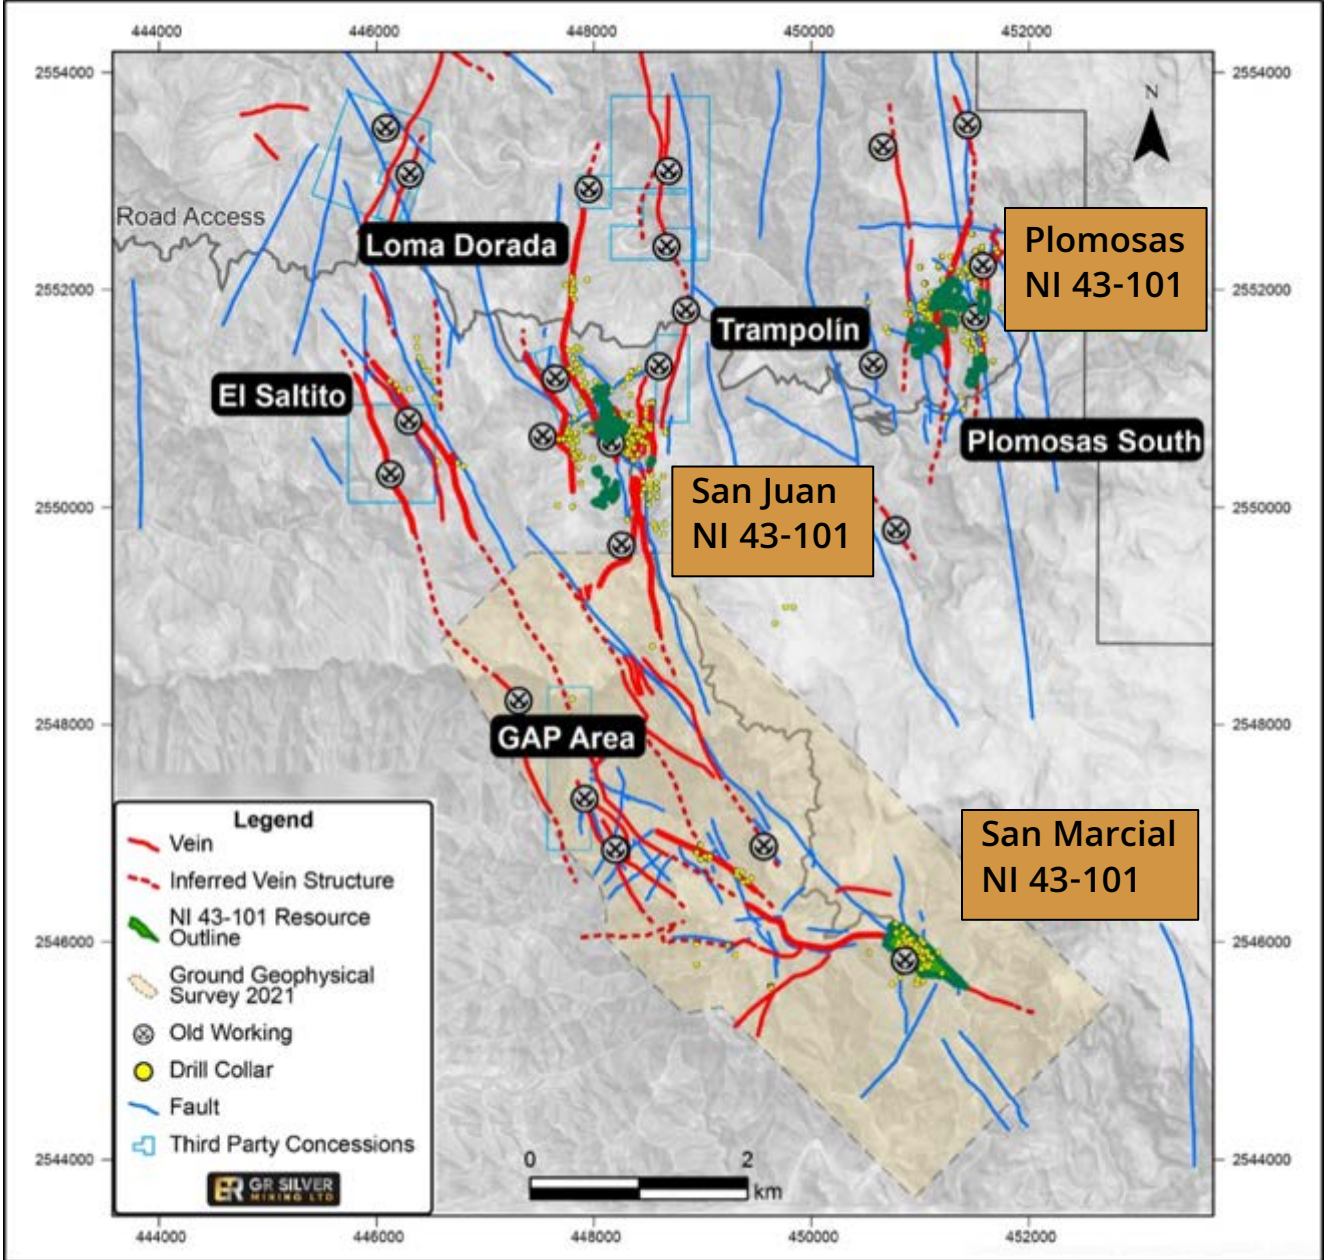 444000 446000 448000 450000 452000
2554000 2554000
N
Road Access
Loma Dorada
Plomosas
NI 43-101
2552000 2552000
Trampolín
El Saltito
Plomosas South
San Juan
NI 43-101
2550000 2550000
2548000 2548000
GAP Area
San Marcial
NI 43-101
2546000 2546000
2544000 2544000
Legend
Vein
Inferred Vein Structure
NI 43-101 Resource
Outline
Ground Geophysical
Survey 2021
Old Working
Drill Collar
Fault
Third Party Concessions
GR SILVER
MINING LTD
0 2
km
444000 446000 448000 450000 452000